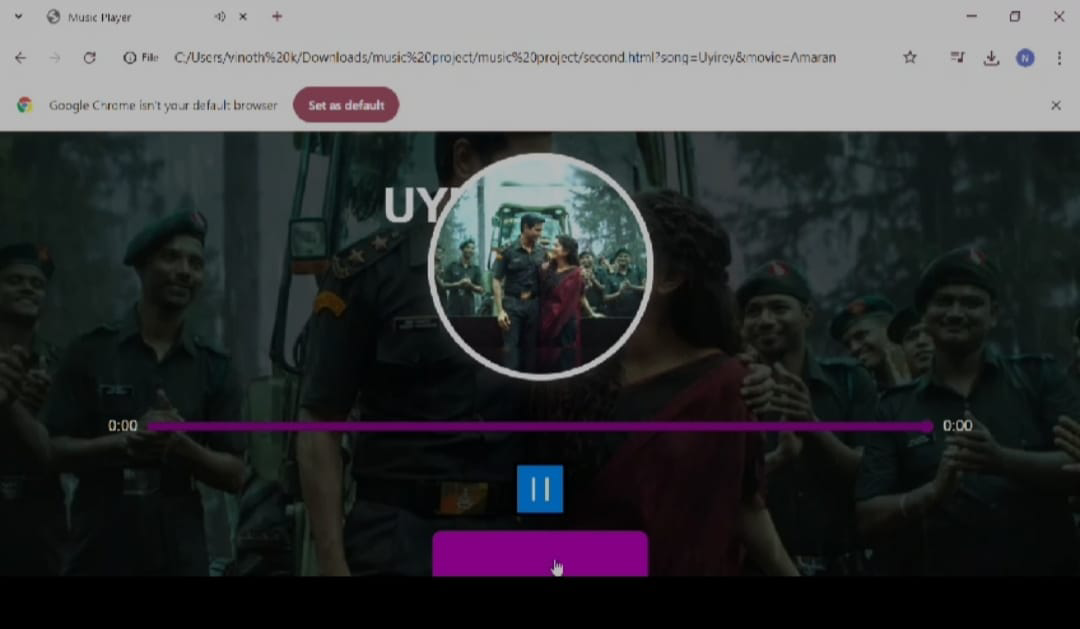 Music Player
File C:/Users/vinoth%20k/Downloads/music%20project/music%20project/second.html?song=Uyirey&movie=Amaran
N
Google Chrome isn't your default browser Set as default
UY
0:00 0:00